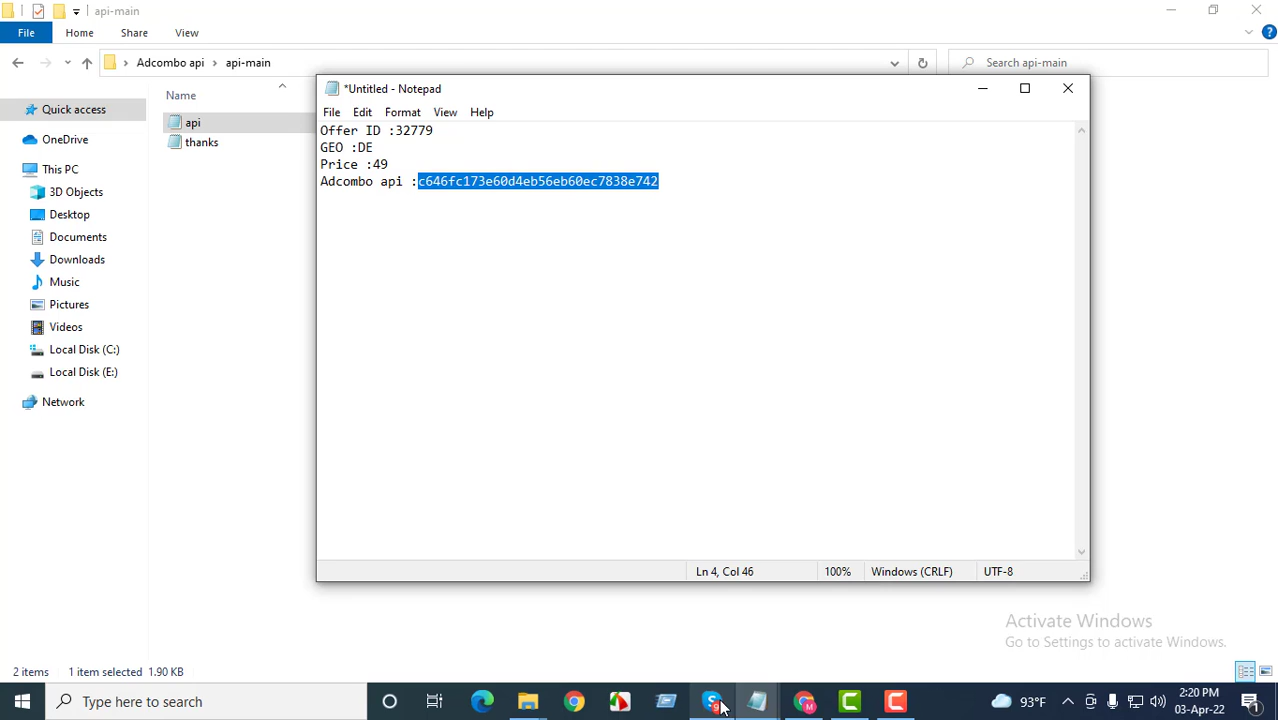 api-main
File Home Share View
Adcombo api api-main Search api-main
Quick access
OneDrive
This PC
3D Objects
Desktop
Documents
Downloads
Music
Pictures
Videos
Local Disk (C:)
Local Disk (E:)
Network
Name
api
thanks
*Untitled - Notepad
File Edit Format View Help
Offer ID :32779
GEO :DE
Price :49
Adcombo api :c646fc173e60d4eb56eb60ec7838e742
Ln 4, Col 46 100% Windows (CRLF) UTF-8
Activate Windows
Go to Settings to activate Windows.
2 items 1 item selected 1.90 KB
Type here to search
93°F
2:20 PM
03-Apr-22
1